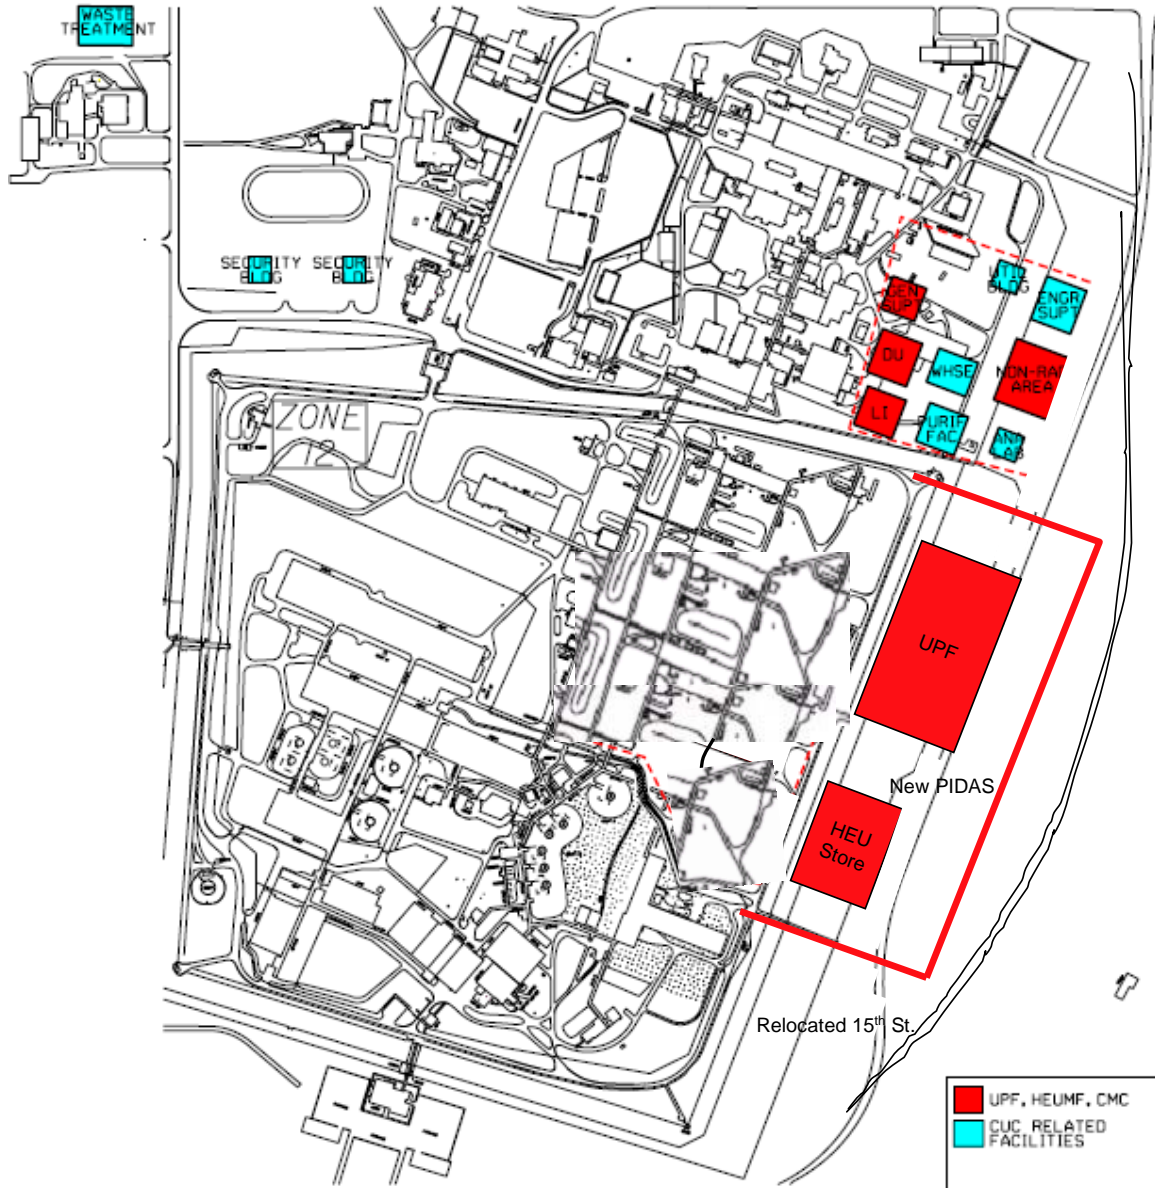 WASTE
TREATMENT
SECURITY
BLDG
SECURITY
BLDG
UTIL
BLDG
ENGR
SUPT
GEN
SUPT
DU
WHSE
NON-RAD
AREA
LI
PURIF
FAC
ANA
LAB
ZONE
12
UPF
New PIDAS
HEU
Store
Relocated 15th St.
UPF, HEUMF, CMC
CUC RELATED
FACILITIES